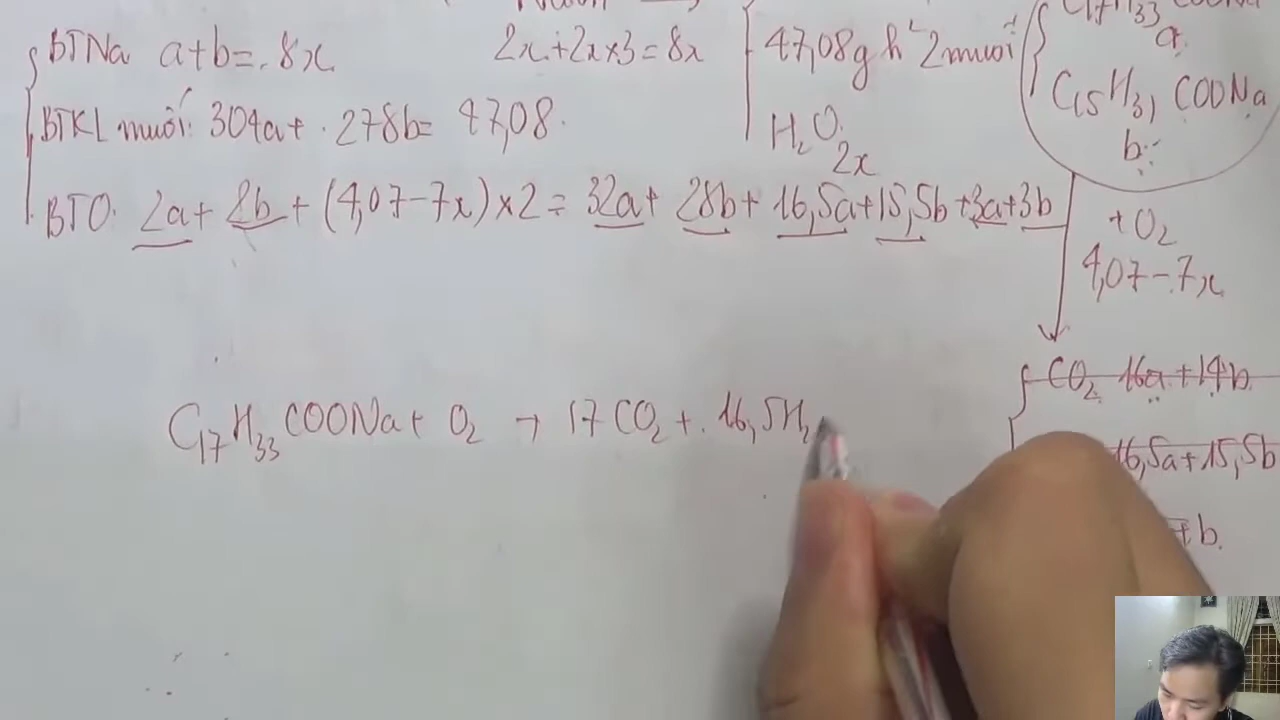 C17H33COONa
BTNa a+b=.8x 2x+2x×3=8x 47,08g h² 2 muối a
BTKL muối: 304a+ .278b= 47,08. C15H31COONa
H2O. 2x b:
BTO: 2a+ 2b+(4,07-7x)×2= 32a+ 28b+ 16,5a+15,5b+3a+3b +O2
4,07-7x
CO2 16a+14b
C17H33COONa+ O2 → 17CO2+ .16,5H2
16,5a+15,5b
+b.